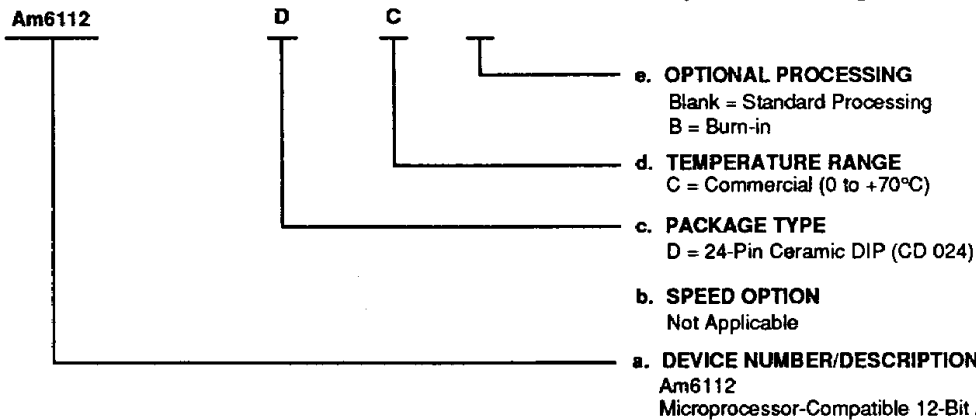 Am6112 D C
e. OPTIONAL PROCESSING
Blank = Standard Processing
B = Burn-in
d. TEMPERATURE RANGE
C = Commercial (0 to +70°C)
c. PACKAGE TYPE
D = 24-Pin Ceramic DIP (CD 024)
b. SPEED OPTION
Not Applicable
a. DEVICE NUMBER/DESCRIPTION
Am6112
Microprocessor-Compatible 12-Bit